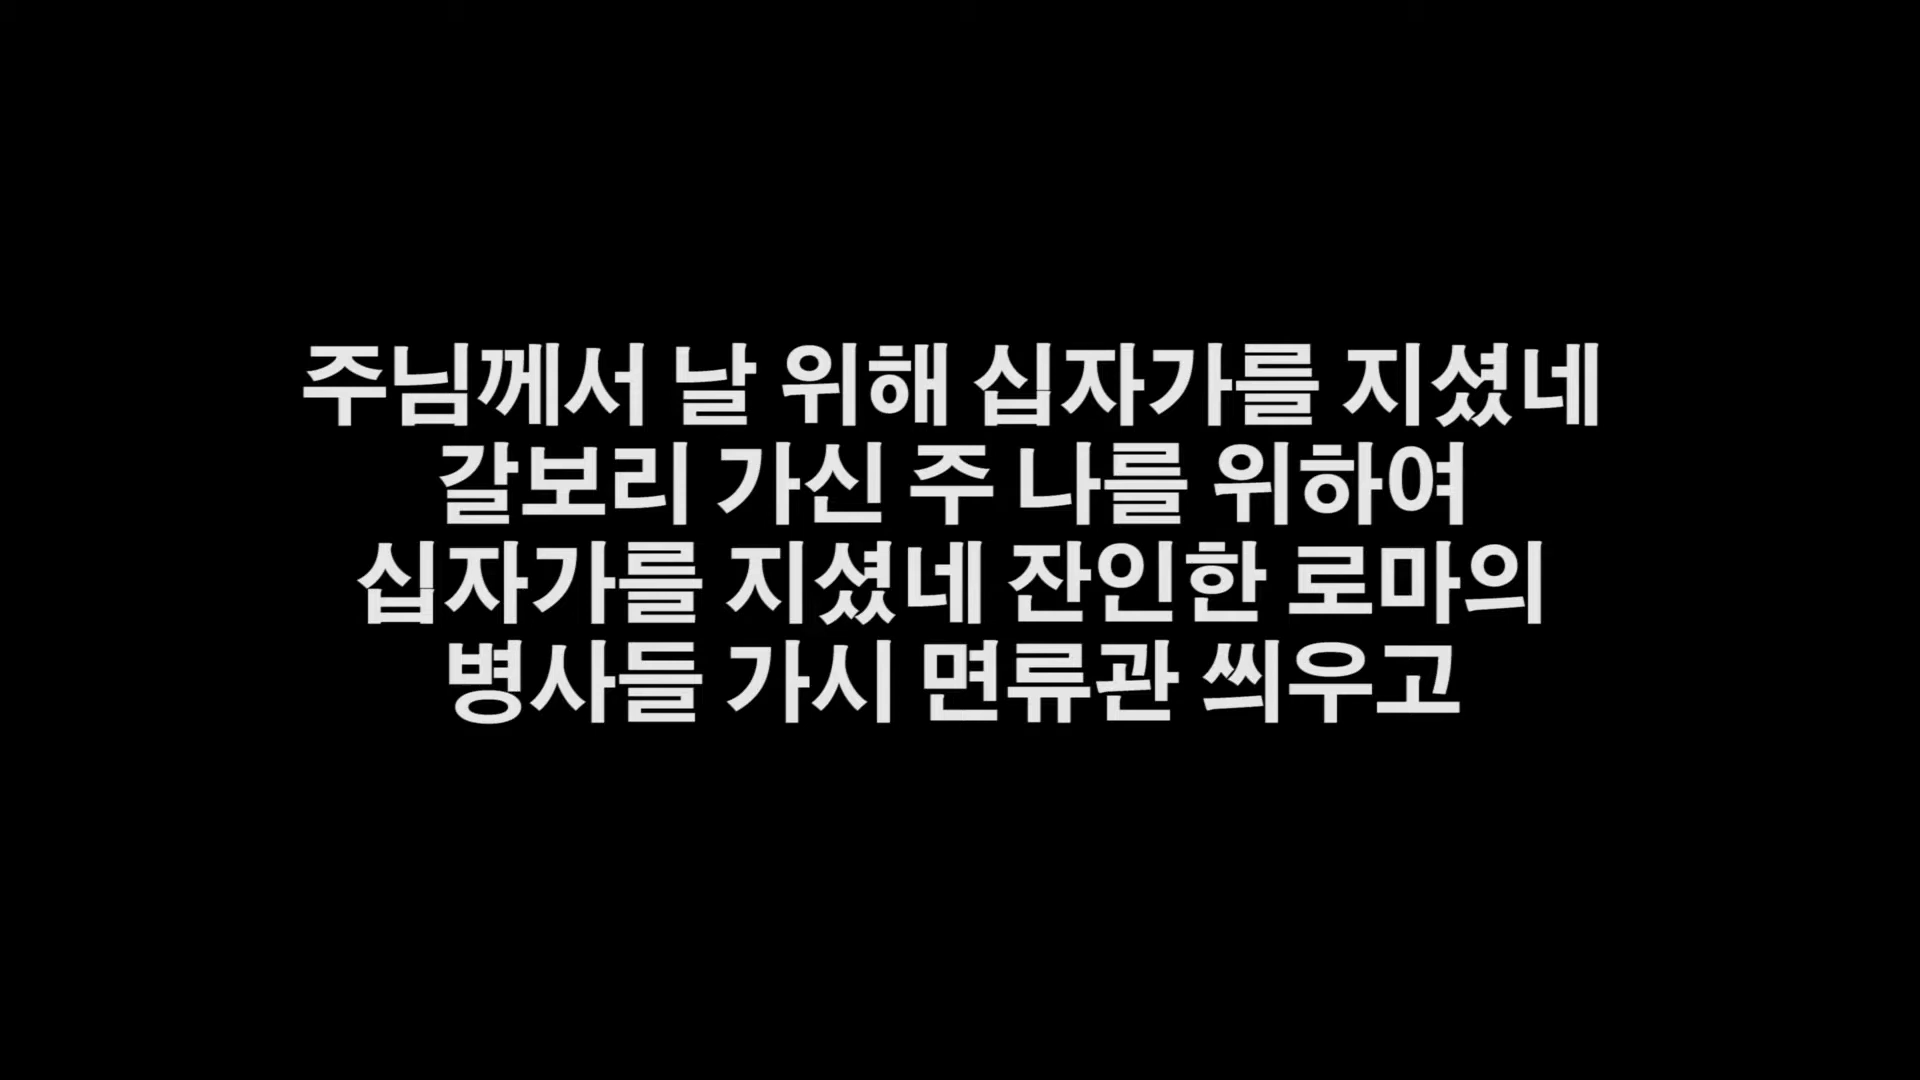 주님께서 날 위해 십자가를 지셨네
갈보리 가신 주 나를 위하여
십자가를 지셨네 잔인한 로마의
병사들 가시 면류관 씌우고